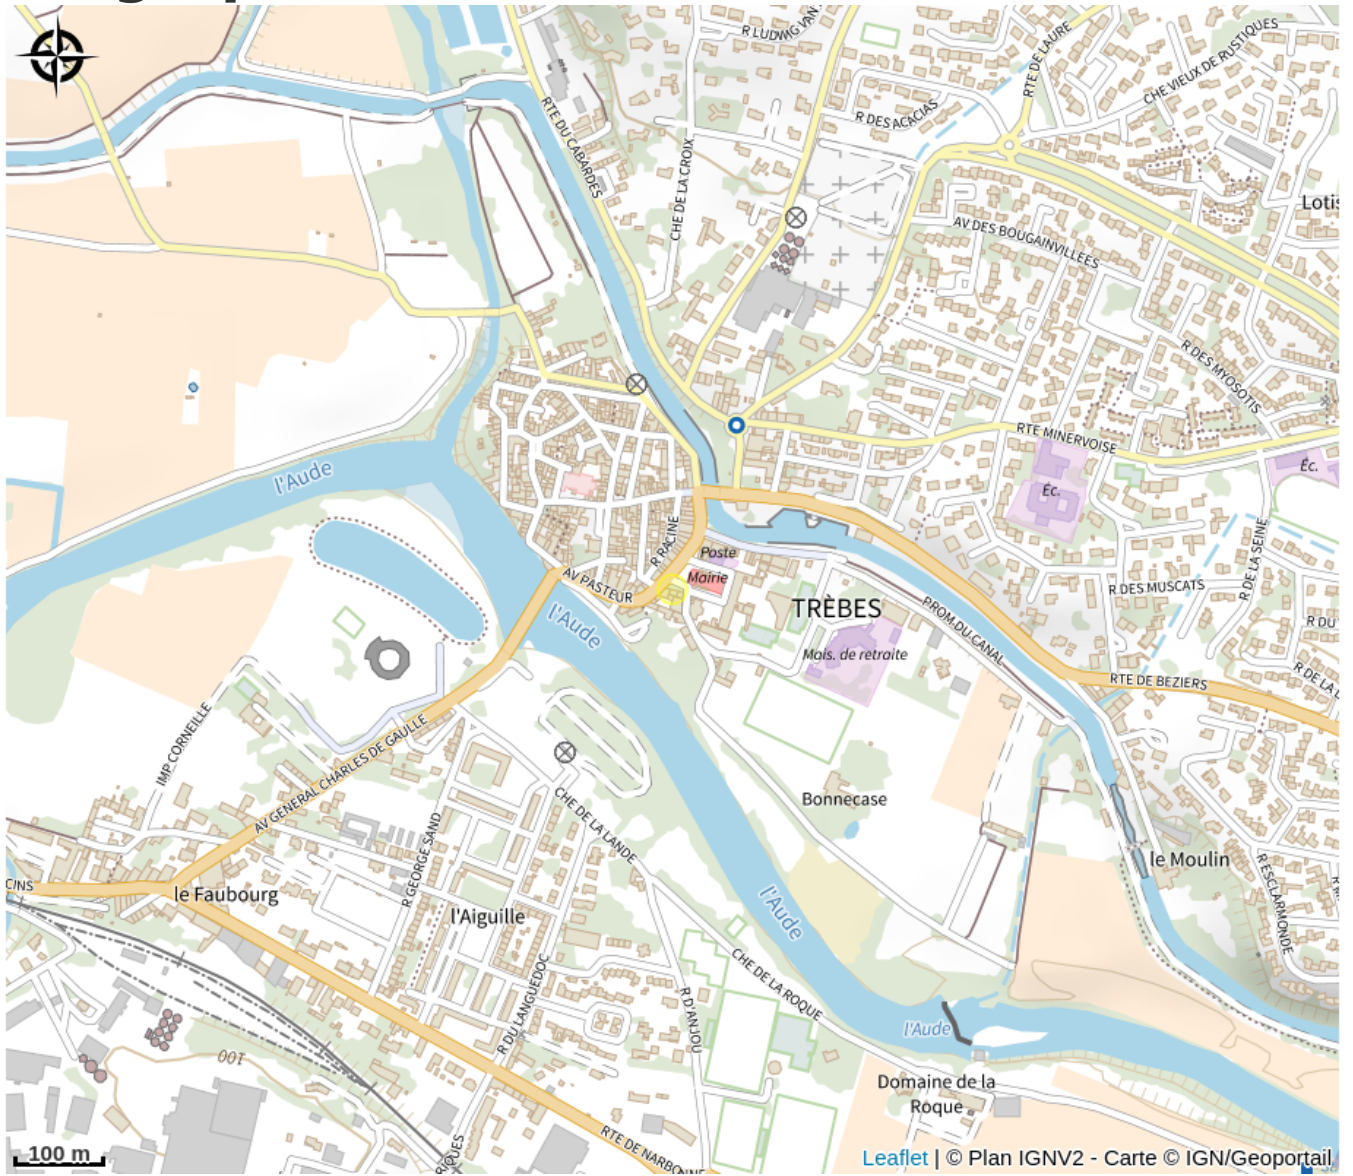 R LUDWIG VAN
RTE DE LAURE
CHE VIEUX DE RUSTIQUES
RTE DU CABARDES
R DES ACACIAS
CHE DE LA CROIX
Lotis
AV DES BOUGAINVILLÉES
R DES MYOSOTIS
RTE MINERVOISE
l'Aude
Éc.
Éc.
R RACINE
Poste
R DE LA SEINE
AV PASTEUR
Mairie
R DES MUSCATS
l'Aude
TRÈBES
PROM DU CANAL
R DU
Mais. de retraite
R DE LA L
RTE DE BEZIERS
IMP CORNEILLE
AV GENERAL CHARLES DE GAULLE
Bonnecase
CHE DE LA LANDE
R GEORGE SAND
le Moulin
CINS
le Faubourg
l'Aiguille
l'Aude
R ESCLARMONDE
CHE DE LA ROQUE
R DU LANGUEDOC
R D'ANJOU
l'Aude
100
Domaine de la
Roque
RTE DE NARBONNE
RIQUES
100 m
Leaflet | © Plan IGNV2 - Carte © IGN/Geoportail